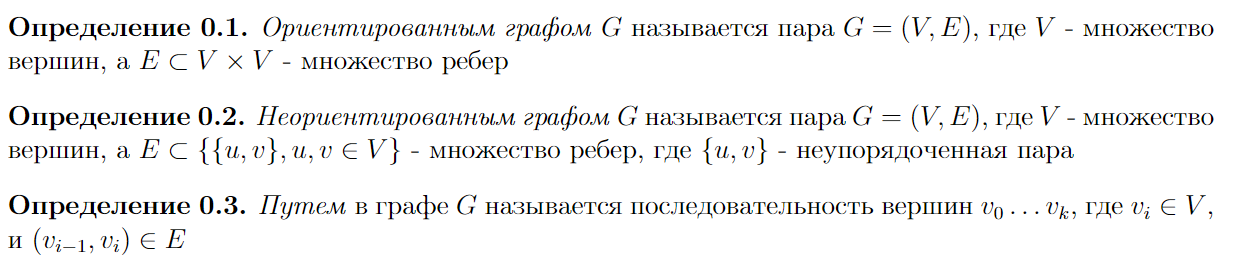 Определение 0.1. Ориентированным графом G называется пара G = (V, E), где V - множество
вершин, а E ⊂ V × V - множество ребер
Определение 0.2. Неориентированным графом G называется пара G = (V, E), где V - множество
вершин, а E ⊂ {{u, v}, u, v ∈ V} - множество ребер, где {u, v} - неупорядоченная пара
Определение 0.3. Путем в графе G называется последовательность вершин v₀ . . . vₖ, где vᵢ ∈ V,
и (vᵢ₋₁, vᵢ) ∈ E